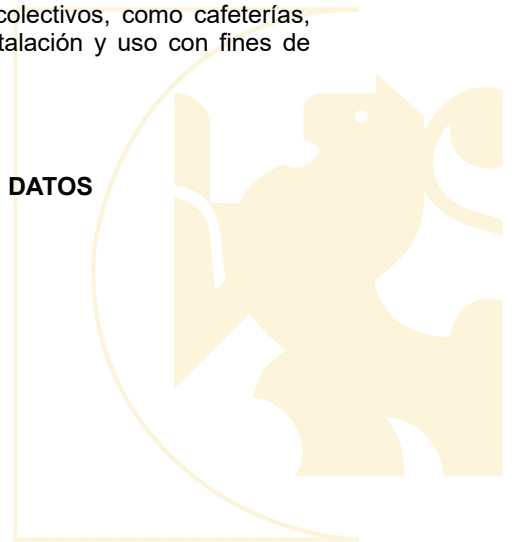 colectivos, como cafeterías,
talación y uso con fines de
DATOS